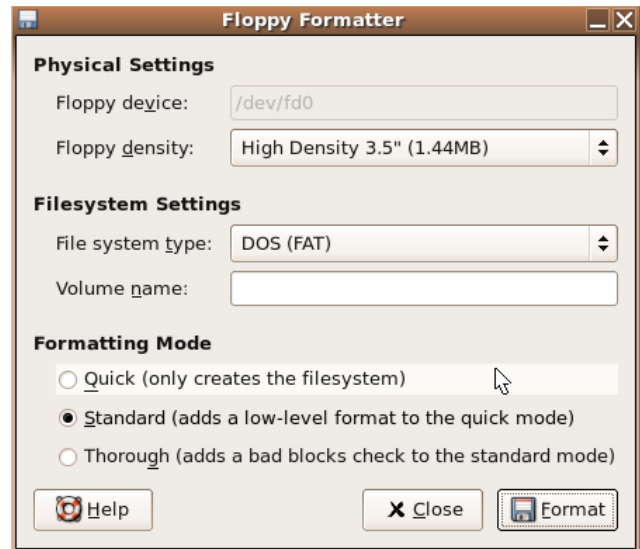 Floppy Formatter
Physical Settings
Floppy device: /dev/fd0
Floppy density: High Density 3.5" (1.44MB)
Filesystem Settings
File system type: DOS (FAT)
Volume name:
Formatting Mode
Quick (only creates the filesystem)
Standard (adds a low-level format to the quick mode)
Thorough (adds a bad blocks check to the standard mode)
Help Close Format